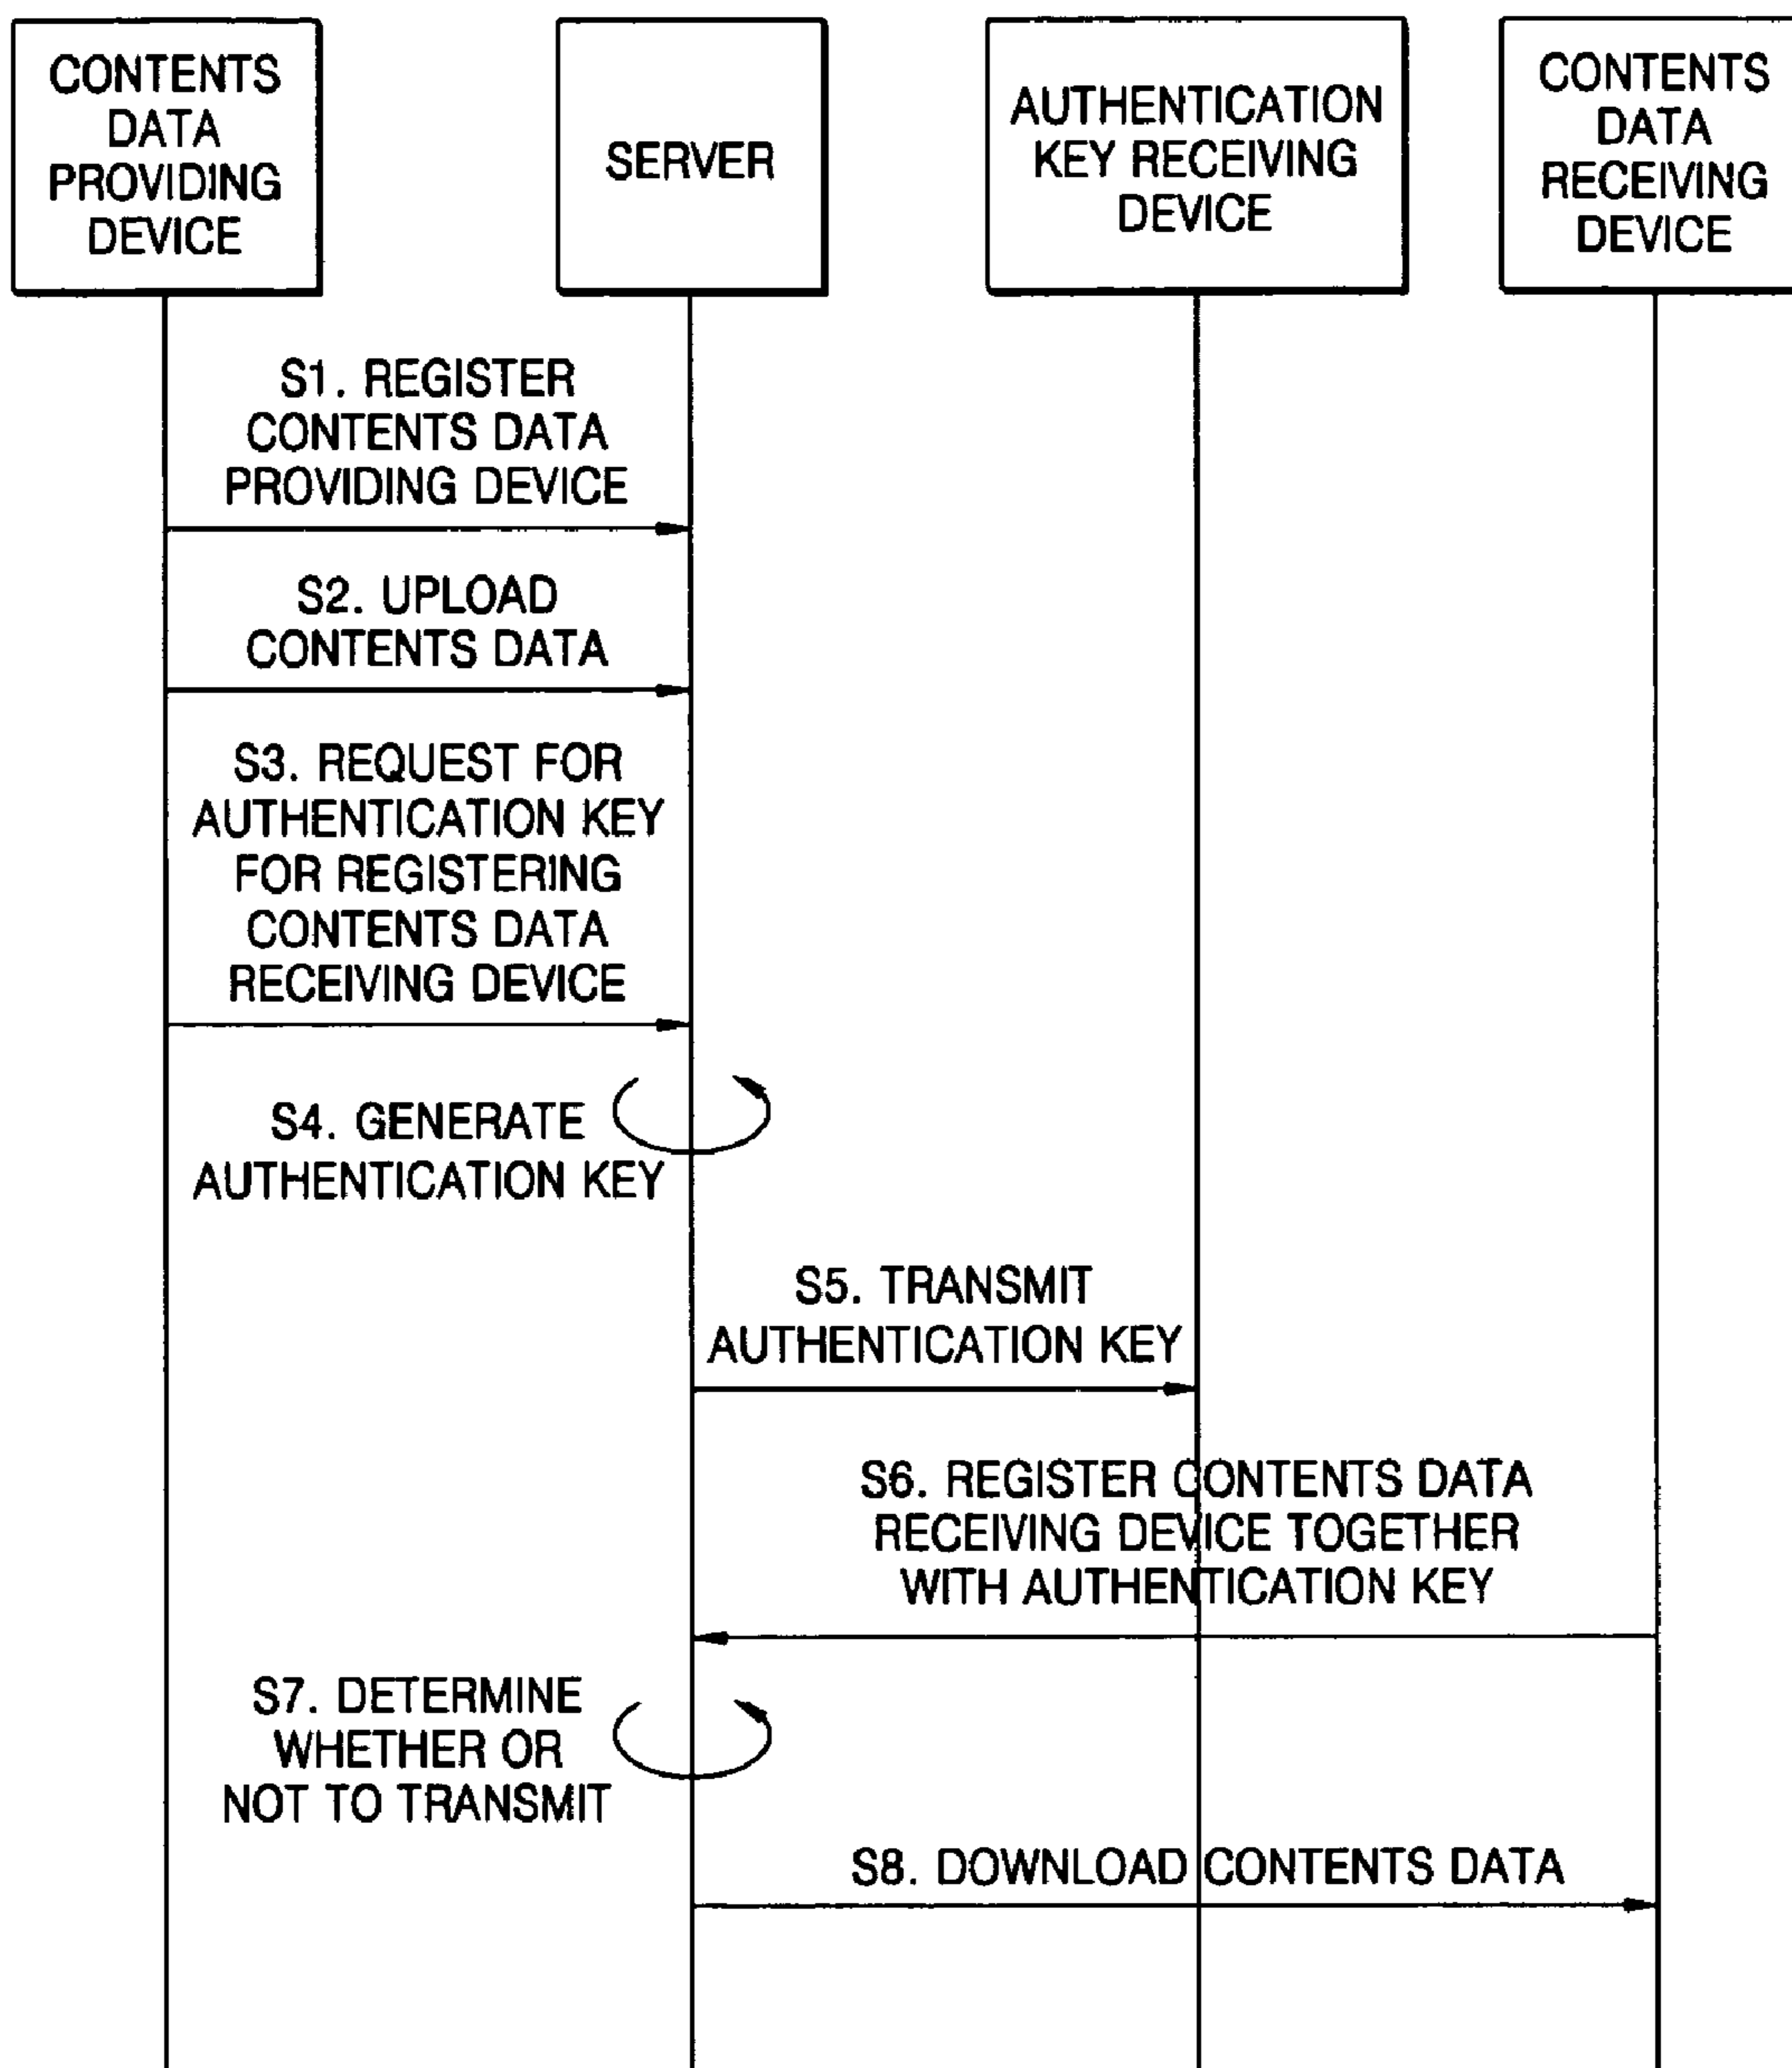 CONTENTS
DATA
PROVIDING
DEVICE
SERVER
AUTHENTICATION
KEY RECEIVING
DEVICE
CONTENTS
DATA
RECEIVING
DEVICE
S1. REGISTER
CONTENTS DATA
PROVIDING DEVICE
S2. UPLOAD
CONTENTS DATA
S3. REQUEST FOR
AUTHENTICATION KEY
FOR REGISTERING
CONTENTS DATA
RECEIVING DEVICE
S4. GENERATE
AUTHENTICATION KEY
S5. TRANSMIT
AUTHENTICATION KEY
S6. REGISTER CONTENTS DATA
RECEIVING DEVICE TOGETHER
WITH AUTHENTICATION KEY
S7. DETERMINE
WHETHER OR
NOT TO TRANSMIT
S8. DOWNLOAD CONTENTS DATA